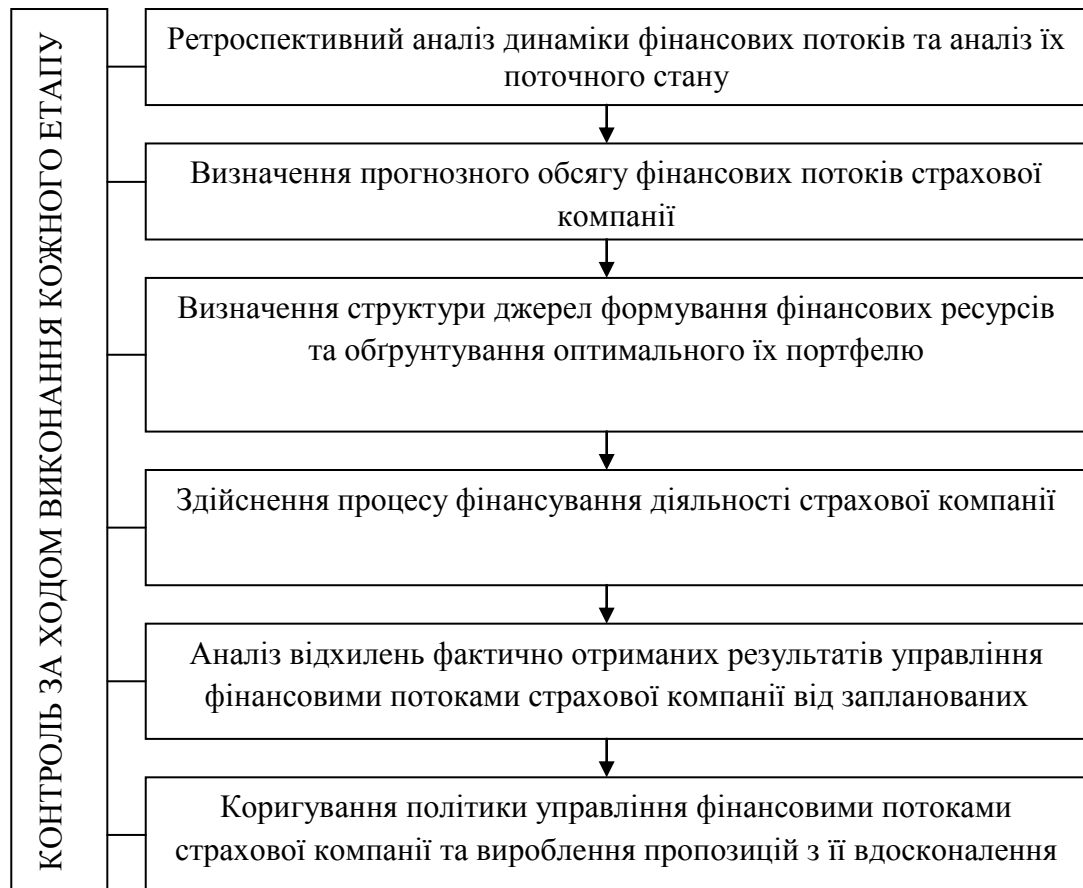 КОНТРОЛЬ ЗА ХОДОМ ВИКОНАННЯ КОЖНОГО ЕТАПУ
Ретроспективний аналіз динаміки фінансових потоків та аналіз їх
поточного стану
Визначення прогнозного обсягу фінансових потоків страхової
компанії
Визначення структури джерел формування фінансових ресурсів
та обґрунтування оптимального їх портфелю
Здійснення процесу фінансування діяльності страхової компанії
Аналіз відхилень фактично отриманих результатів управління
фінансовими потоками страхової компанії від запланованих
Коригування політики управління фінансовими потоками
страхової компанії та вироблення пропозицій з її вдосконалення